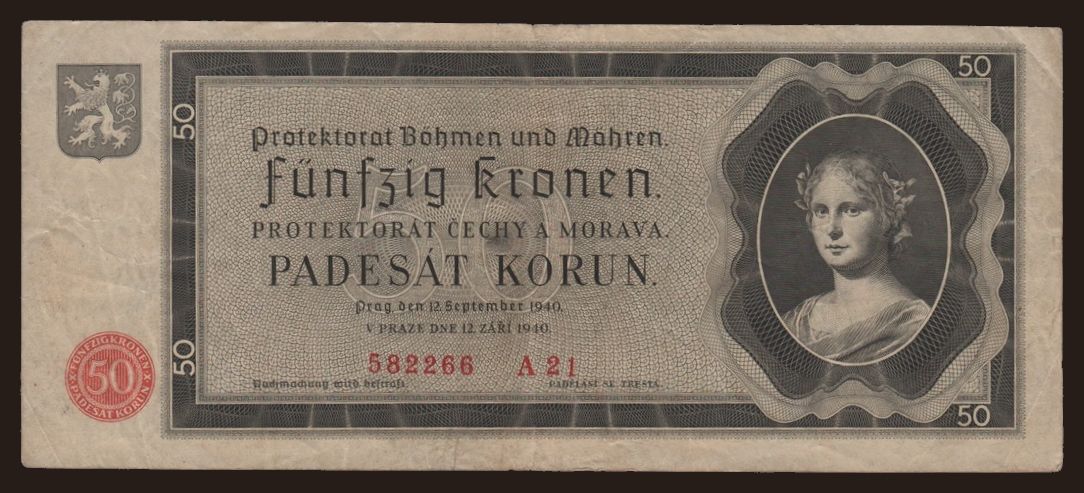 50
50
Protektorat Böhmen und Mähren.
Fünfzig Kronen.
PROTEKTORÁT ČECHY A MORAVA.
PADESÁT KORUN.
Prag, den 12. September 1940.
V PRAZE DNE 12. ZÁŘÍ 1940.
582266 A 21
Nachmachung wird bestraft.
PADĚLÁNÍ SE TRESTÁ.
50
FÜNFZIG KRONEN
50
PADESÁT KORUN
50